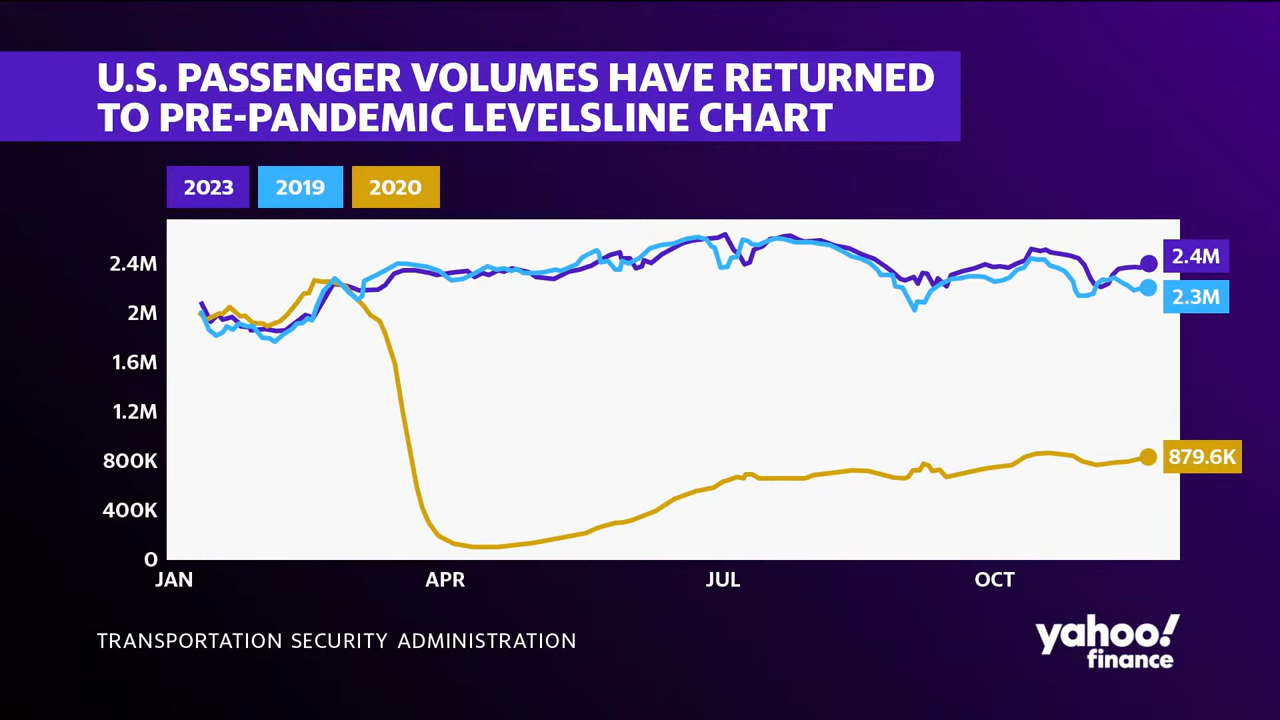 U.S. PASSENGER VOLUMES HAVE RETURNED
TO PRE-PANDEMIC LEVELSLINE CHART
2023 2019 2020
2.4M
2M
1.6M
1.2M
800K
400K
0
2.4M
2.3M
879.6K
JAN APR JUL OCT
TRANSPORTATION SECURITY ADMINISTRATION
yahoo!
finance